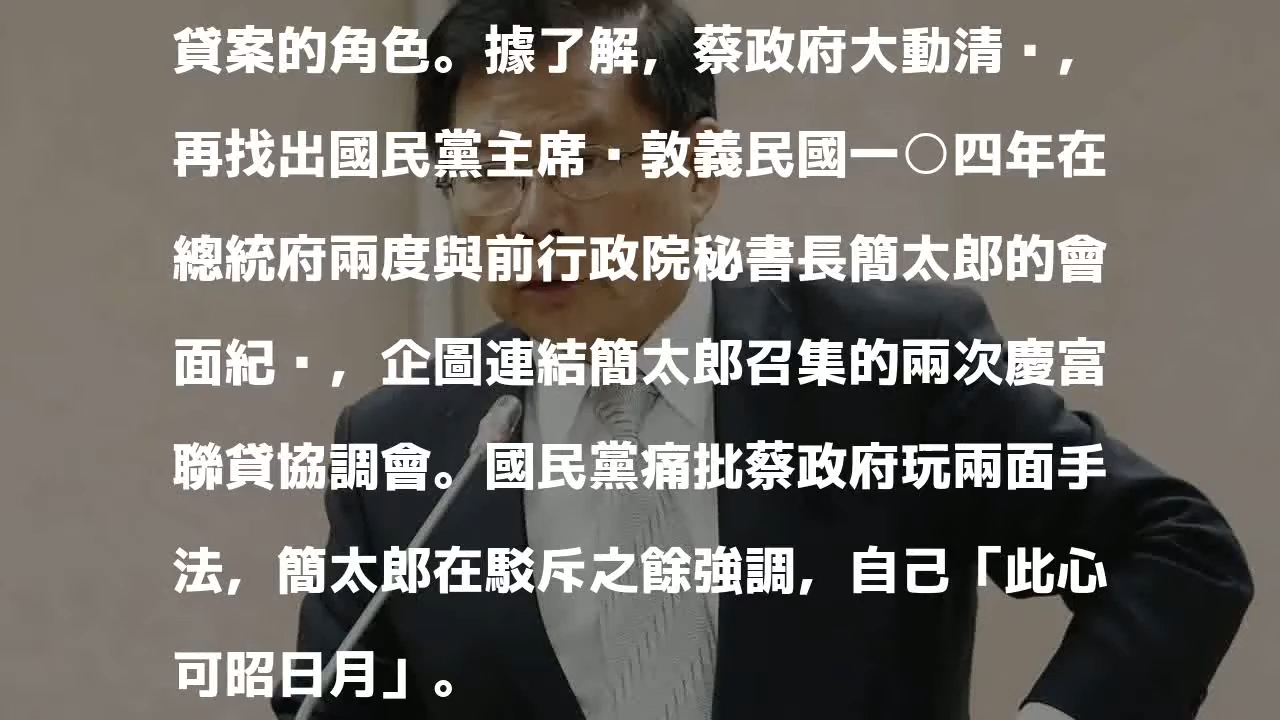 貸案的角色。據了解，蔡政府大動清▪，
再找出國民黨主席▪敦義民國一○四年在
總統府兩度與前行政院秘書長簡太郎的會
面紀▪，企圖連結簡太郎召集的兩次慶富
聯貸協調會。國民黨痛批蔡政府玩兩面手
法，簡太郎在駁斥之餘強調，自己「此心
可昭日月」。